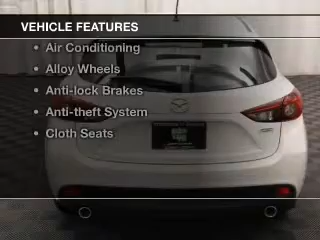 VEHICLE FEATURES
• Air Conditioning
• Alloy Wheels
• Anti-lock Brakes
• Anti-theft System
• Cloth Seats